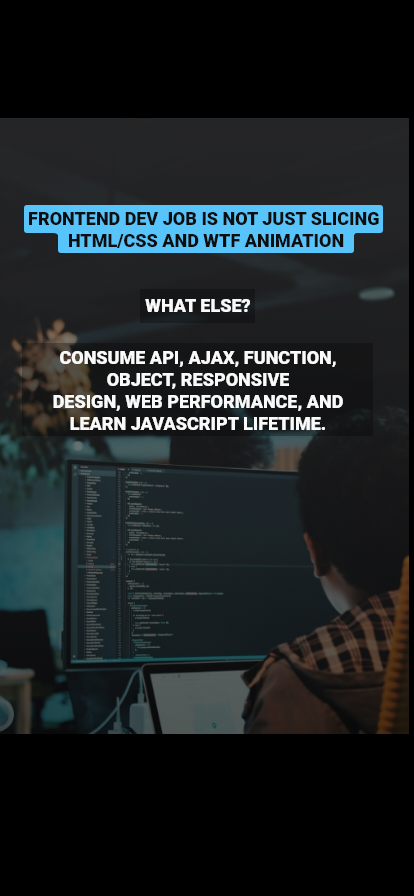 FRONTEND DEV JOB IS NOT JUST SLICING
HTML/CSS AND WTF ANIMATION
WHAT ELSE?
CONSUME API, AJAX, FUNCTION,
OBJECT, RESPONSIVE
DESIGN, WEB PERFORMANCE, AND
LEARN JAVASCRIPT LIFETIME.